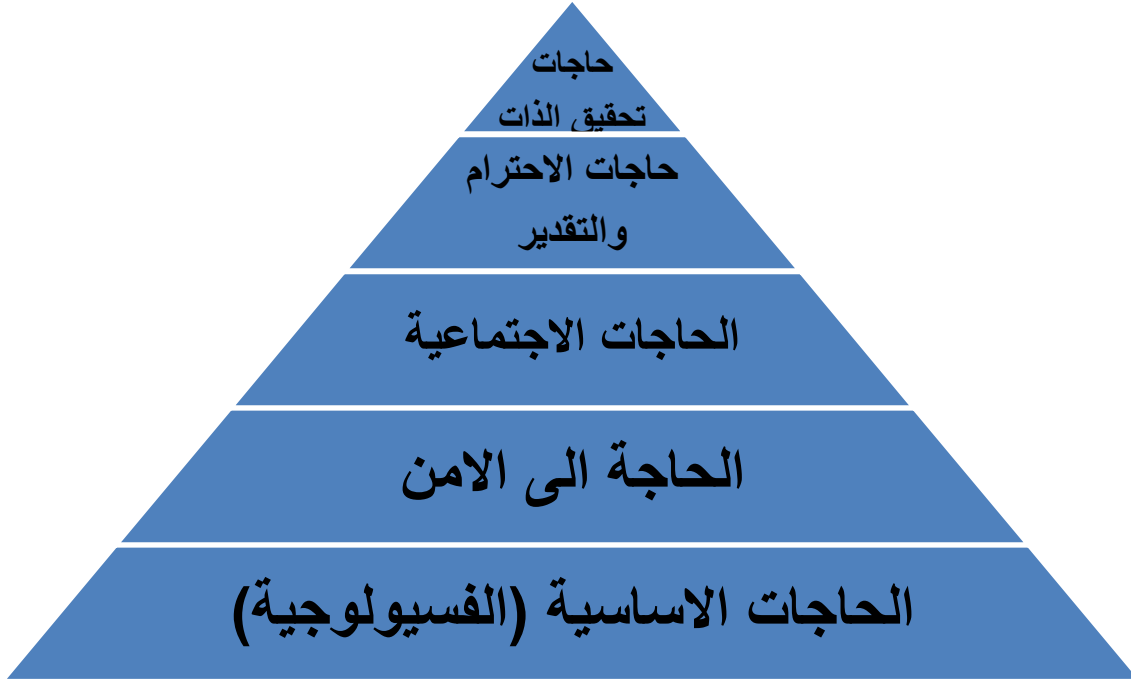 حاجات
تحقيق الذات
حاجات الاحترام
والتقدير
الحاجات الاجتماعية
الحاجة الى الامن
الحاجات الاساسية (الفسيولوجية)